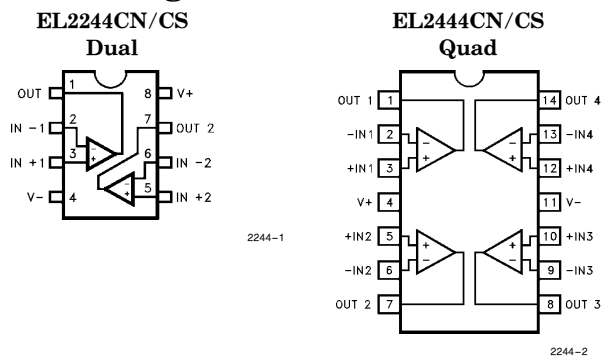 EL2244CN/CS
Dual
OUT 1 8 V+
IN -1 2 7 OUT 2
IN +1 3 6 IN -2
V- 4 5 IN +2
- +
- +
2244-1
EL2444CN/CS
Quad
OUT 1 1 14 OUT 4
-IN1 2 13 -IN4
+IN1 3 12 +IN4
V+ 4 11 V-
+IN2 5 10 +IN3
-IN2 6 9 -IN3
OUT 2 7 8 OUT 3
- + - +
+ - + -
2244-2